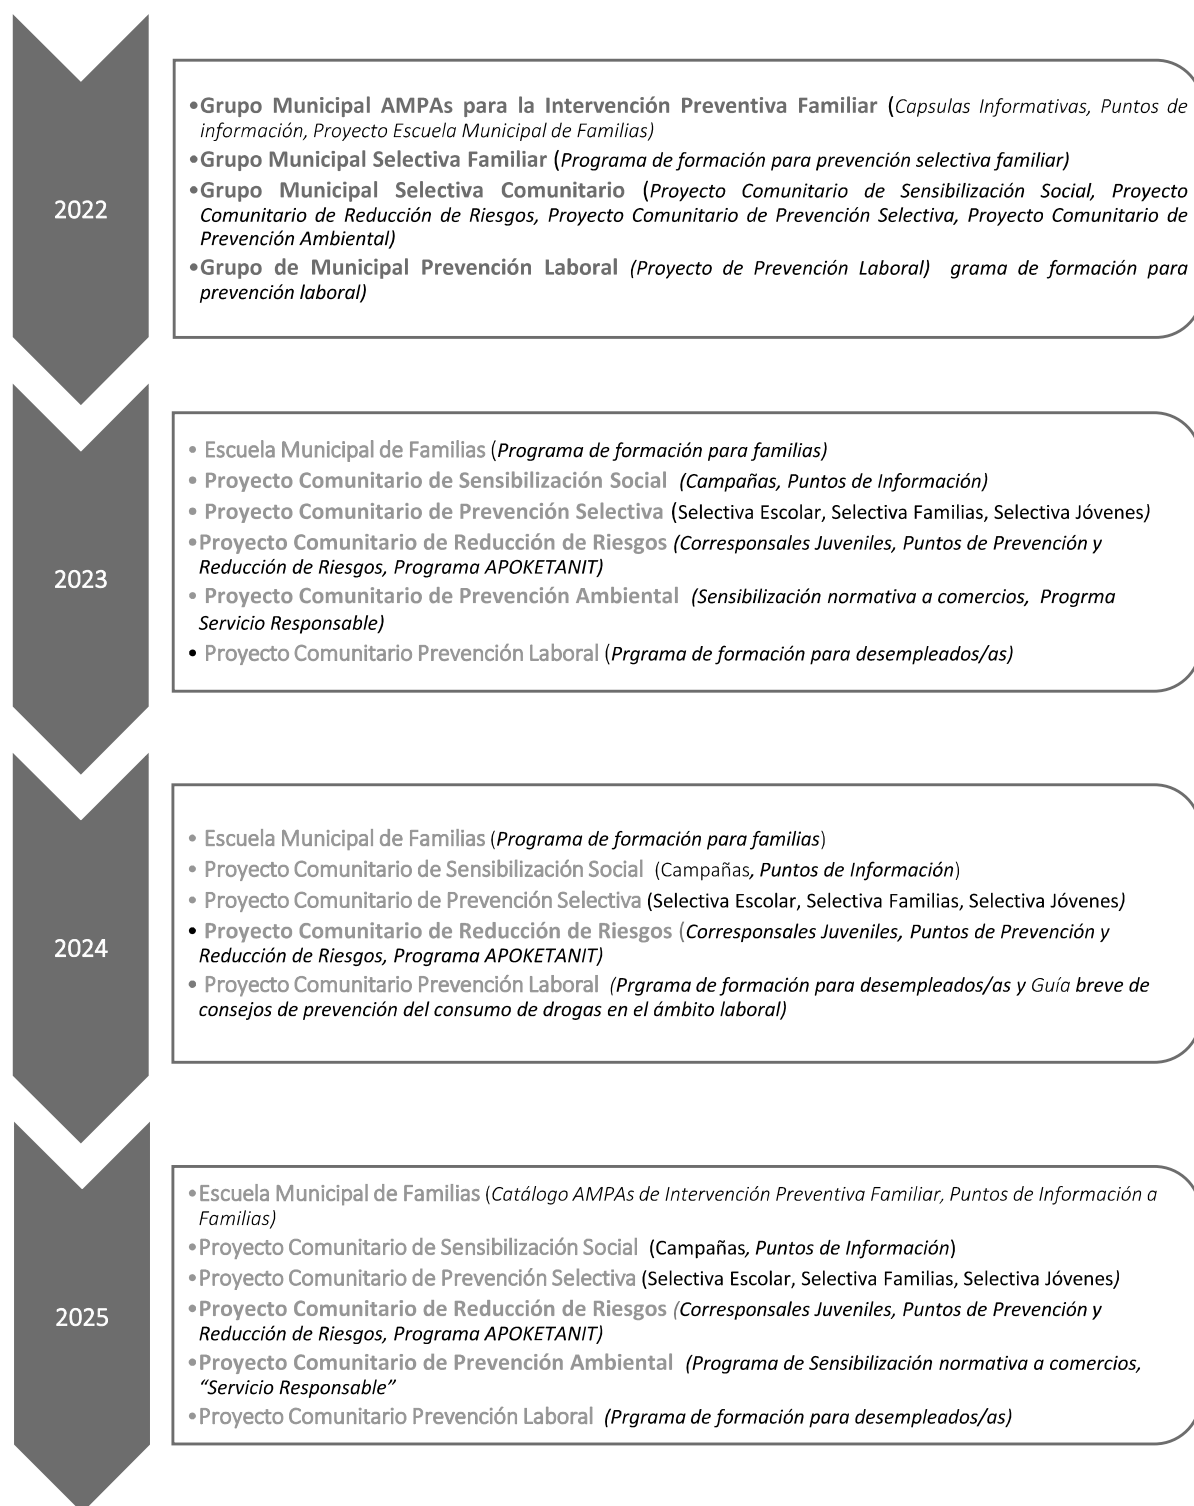 2022
•Grupo Municipal AMPAs para la Intervención Preventiva Familiar (Capsulas Informativas, Puntos de
información, Proyecto Escuela Municipal de Familias)
•Grupo Municipal Selectiva Familiar (Programa de formación para prevención selectiva familiar)
•Grupo Municipal Selectiva Comunitario (Proyecto Comunitario de Sensibilización Social, Proyecto
Comunitario de Reducción de Riesgos, Proyecto Comunitario de Prevención Selectiva, Proyecto Comunitario de
Prevención Ambiental)
•Grupo de Municipal Prevención Laboral (Proyecto de Prevención Laboral) grama de formación para
prevención laboral)
2023
• Escuela Municipal de Familias (Programa de formación para familias)
• Proyecto Comunitario de Sensibilización Social (Campañas, Puntos de Información)
• Proyecto Comunitario de Prevención Selectiva (Selectiva Escolar, Selectiva Familias, Selectiva Jóvenes)
•Proyecto Comunitario de Reducción de Riesgos (Corresponsales Juveniles, Puntos de Prevención y
Reducción de Riesgos, Programa APOKETANIT)
• Proyecto Comunitario de Prevención Ambiental (Sensibilización normativa a comercios, Progrma
Servicio Responsable)
• Proyecto Comunitario Prevención Laboral (Prgrama de formación para desempleados/as)
2024
• Escuela Municipal de Familias (Programa de formación para familias)
• Proyecto Comunitario de Sensibilización Social (Campañas, Puntos de Información)
• Proyecto Comunitario de Prevención Selectiva (Selectiva Escolar, Selectiva Familias, Selectiva Jóvenes)
• Proyecto Comunitario de Reducción de Riesgos (Corresponsales Juveniles, Puntos de Prevención y
Reducción de Riesgos, Programa APOKETANIT)
• Proyecto Comunitario Prevención Laboral (Prgrama de formación para desempleados/as y Guía breve de
consejos de prevención del consumo de drogas en el ámbito laboral)
2025
•Escuela Municipal de Familias (Catálogo AMPAs de Intervención Preventiva Familiar, Puntos de Información a
Familias)
•Proyecto Comunitario de Sensibilización Social (Campañas, Puntos de Información)
•Proyecto Comunitario de Prevención Selectiva (Selectiva Escolar, Selectiva Familias, Selectiva Jóvenes)
•Proyecto Comunitario de Reducción de Riesgos (Corresponsales Juveniles, Puntos de Prevención y
Reducción de Riesgos, Programa APOKETANIT)
•Proyecto Comunitario de Prevención Ambiental (Programa de Sensibilización normativa a comercios,
“Servicio Responsable”
•Proyecto Comunitario Prevención Laboral (Prgrama de formación para desempleados/as)